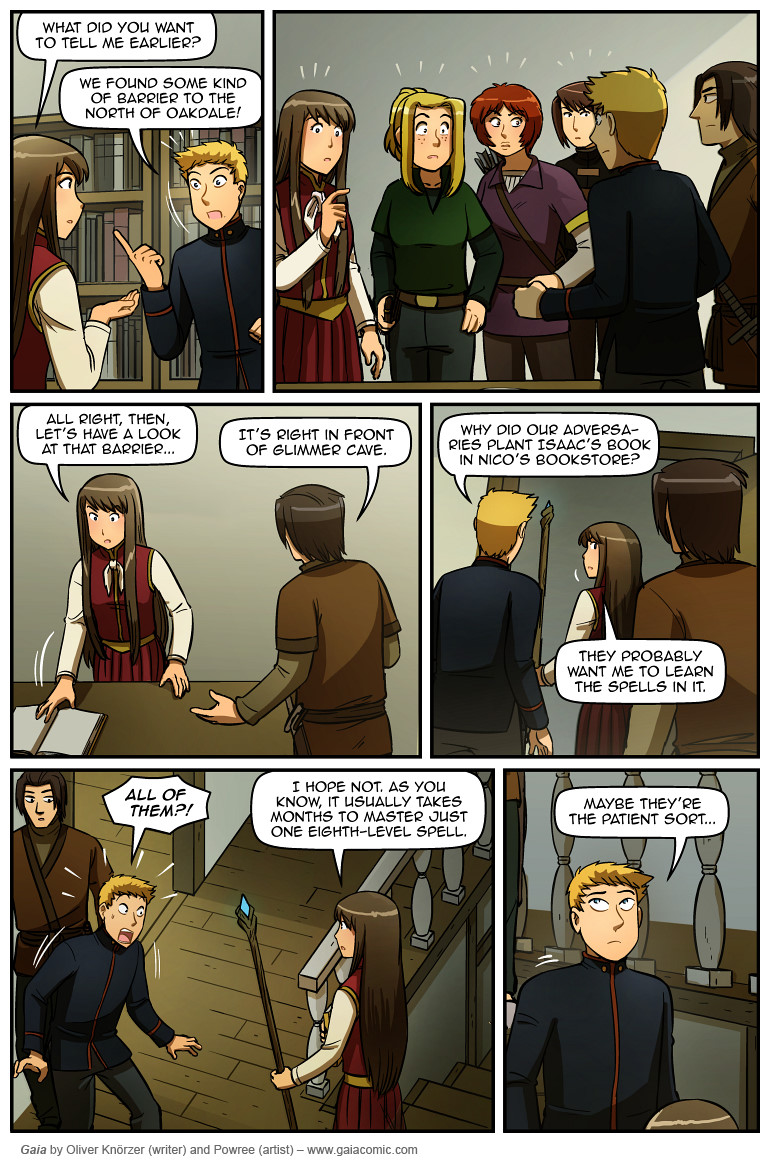 WHAT DID YOU WANT
TO TELL ME EARLIER?
WE FOUND SOME KIND
OF BARRIER TO THE
NORTH OF OAKDALE!
ALL RIGHT, THEN,
LET'S HAVE A LOOK
AT THAT BARRIER...
IT'S RIGHT IN FRONT
OF GLIMMER CAVE.
WHY DID OUR ADVERSA-
RIES PLANT ISAAC'S BOOK
IN NICO'S BOOKSTORE?
THEY PROBABLY
WANT ME TO LEARN
THE SPELLS IN IT.
ALL OF
THEM?!
I HOPE NOT. AS YOU
KNOW, IT USUALLY TAKES
MONTHS TO MASTER JUST
ONE EIGHTH-LEVEL SPELL.
MAYBE THEY'RE
THE PATIENT SORT...
Gaia by Oliver Knörzer (writer) and Powree (artist) – www.gaiacomic.com